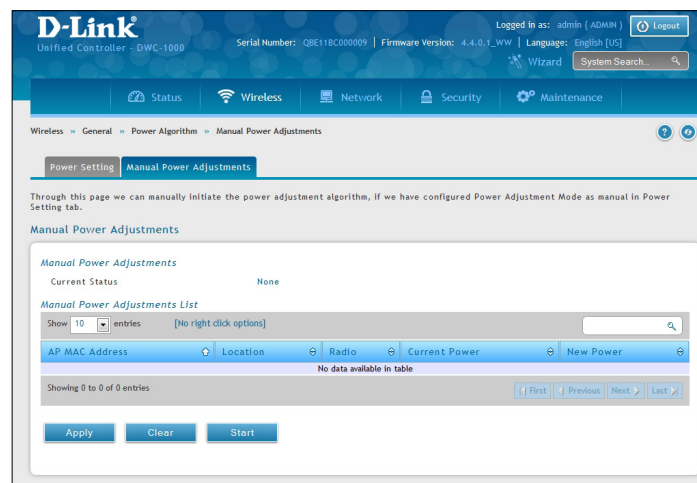 D-Link
Unified Controller - DWC-1000
Logged in as: admin ( ADMIN ) Logout
Serial Number: QBE11BC000009 | Firmware Version: 4.4.0.1_WW | Language: English [US]
Wizard System Search...
Status Wireless Network Security Maintenance
Wireless » General » Power Algorithm » Manual Power Adjustments
Power Setting Manual Power Adjustments
Through this page we can manually initiate the power adjustment algorithm, if we have configured Power Adjustment Mode as manual in Power
Setting tab.
Manual Power Adjustments
Manual Power Adjustments
Current Status None
Manual Power Adjustments List
Show 10 entries [No right click options]
AP MAC Address Location Radio Current Power New Power
No data available in table
Showing 0 to 0 of 0 entries First Previous Next Last
Apply Clear Start